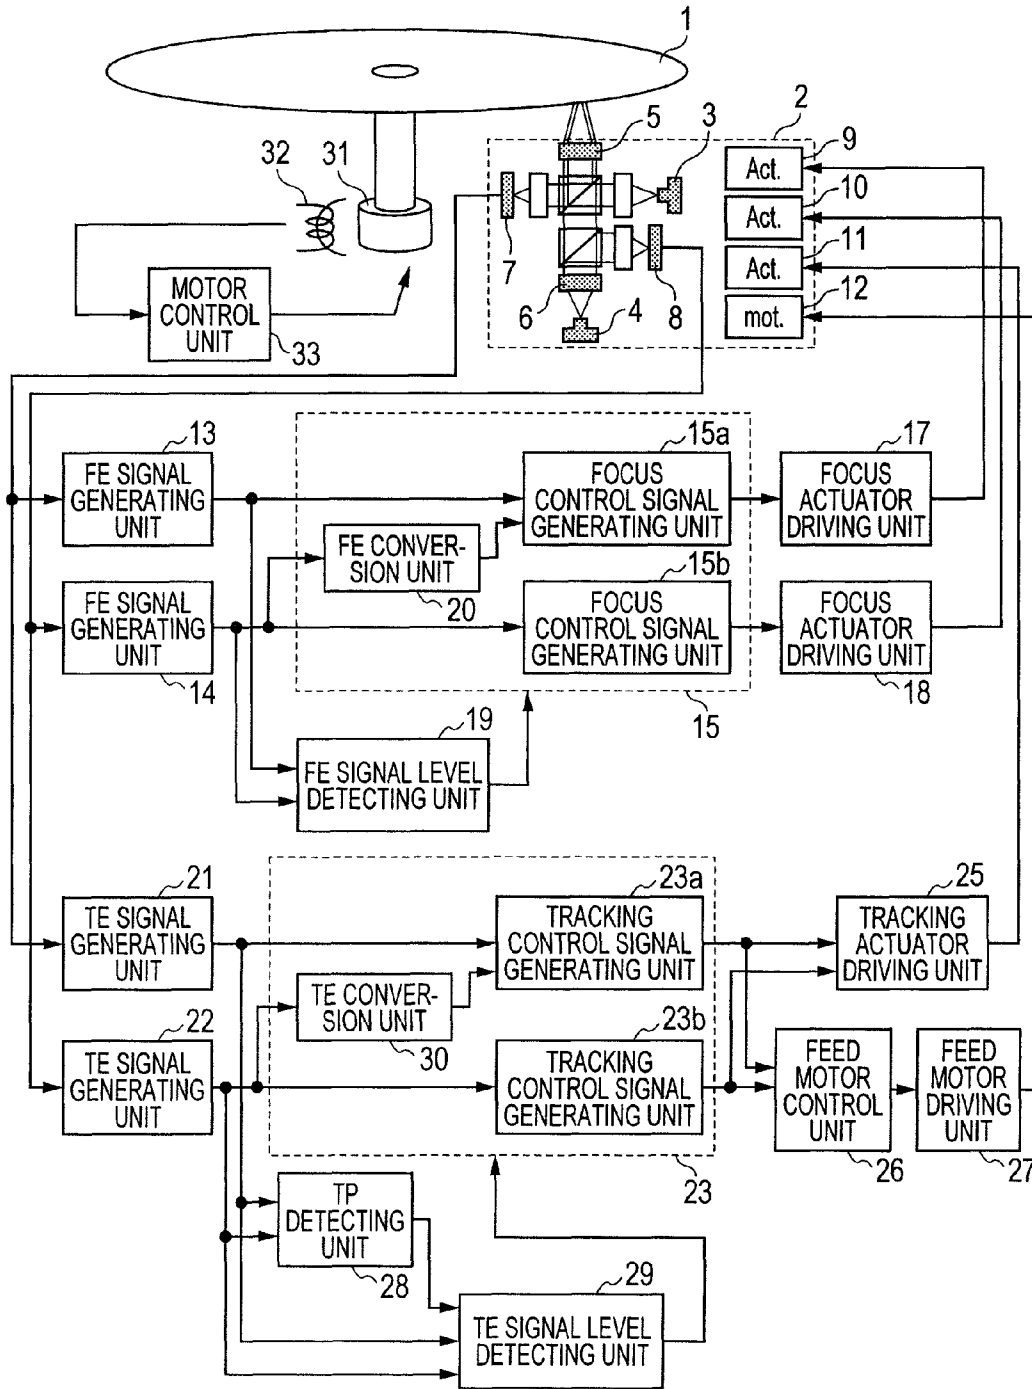 1
2
3
5
9
Act.
32
31
10
Act.
11
Act.
7
12
MOTOR
CONTROL
UNIT
6
4
8
mot.
33
13
15a
17
FE SIGNAL
GENERATING
UNIT
FOCUS
CONTROL SIGNAL
GENERATING UNIT
FOCUS
ACTUATOR
DRIVING UNIT
FE CONVER-
SION UNIT
20
15b
FE SIGNAL
GENERATING
UNIT
FOCUS
CONTROL SIGNAL
GENERATING UNIT
FOCUS
ACTUATOR
DRIVING UNIT
14
18
19
15
FE SIGNAL LEVEL
DETECTING UNIT
21
23a
25
TE SIGNAL
GENERATING
UNIT
TRACKING
CONTROL SIGNAL
GENERATING UNIT
TRACKING
ACTUATOR
DRIVING UNIT
TE CONVER-
SION UNIT
22
30
23b
TE SIGNAL
GENERATING
UNIT
TRACKING
CONTROL SIGNAL
GENERATING UNIT
FEED
MOTOR
CONTROL
UNIT
FEED
MOTOR
DRIVING
UNIT
26
27
23
TP
DETECTING
UNIT
28
29
TE SIGNAL LEVEL
DETECTING UNIT